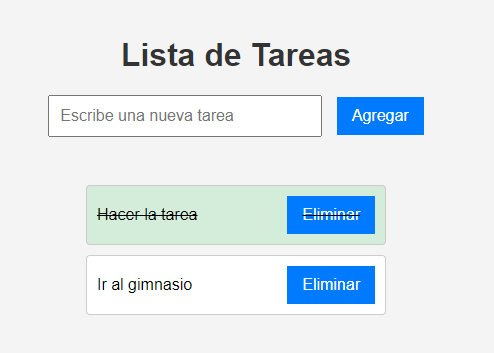 Lista de Tareas
Escribe una nueva tarea Agregar
Hacer la tarea Eliminar
Ir al gimnasio Eliminar